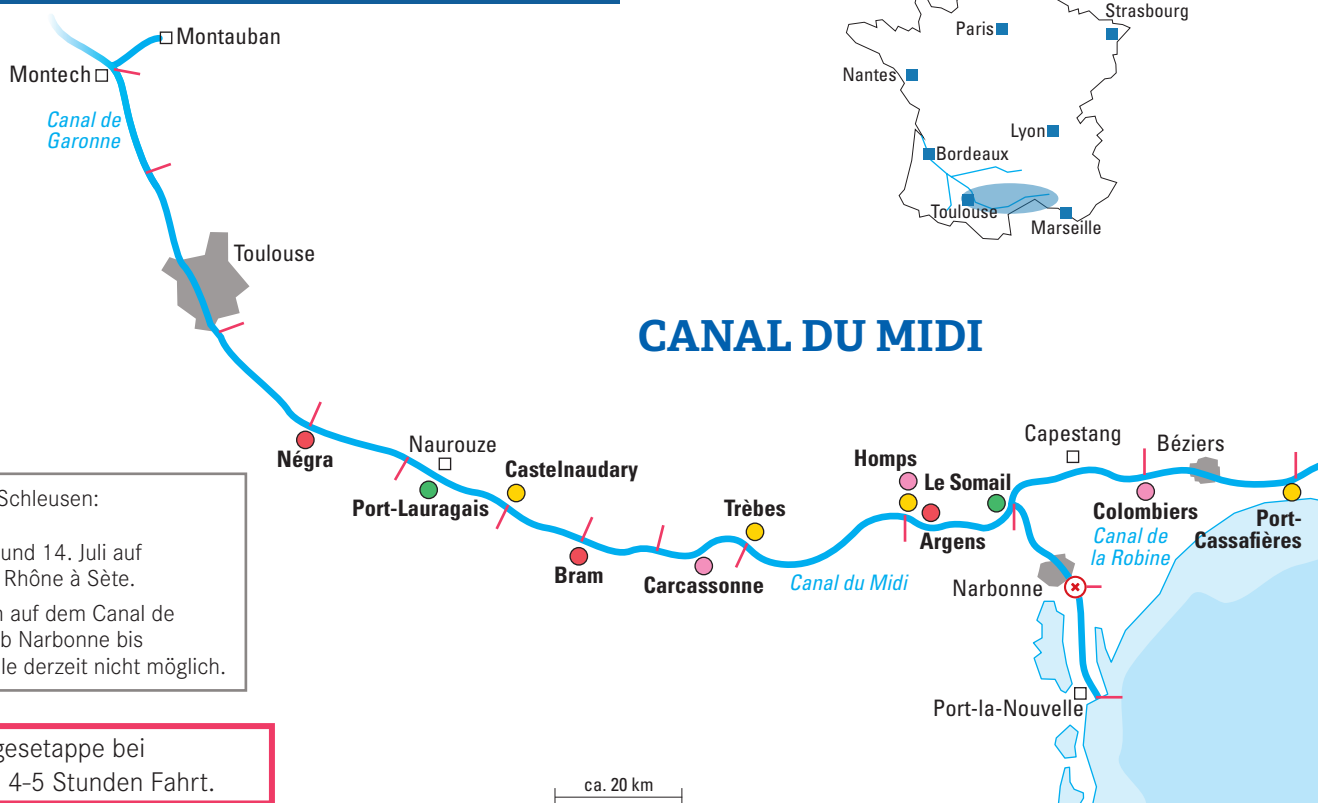 Montauban
Montech
Canal de
Garonne
Toulouse
Strasbourg
Paris
Nantes
Lyon
Bordeaux
Toulouse
Marseille
CANAL DU MIDI
Négra
Naurouze
Port-Lauragais
Castelnaudary
Bram
Trèbes
Carcassonne
Canal du Midi
Homps
Le Somail
Argens
Capestang
Béziers
Colombiers
Canal de
la Robine
Port-
Cassafières
Narbonne
Port-la-Nouvelle
Schleusen:
und 14. Juli auf
Rhône à Sète.
n auf dem Canal de
b Narbonne bis
le derzeit nicht möglich.
gesetappe bei
4-5 Stunden Fahrt.
ca. 20 km